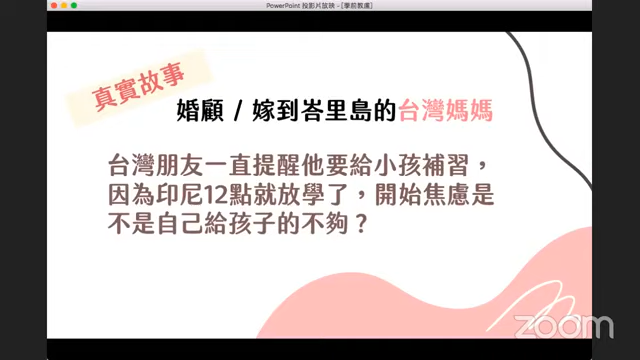 PowerPoint 投影片放映 - [學前教養]
真實故事
婚顧 / 嫁到峇里島的台灣媽媽
台灣朋友一直提醒他要給小孩補習，
因為印尼12點就放學了，開始焦慮是
不是自己給孩子的不夠？
zoom